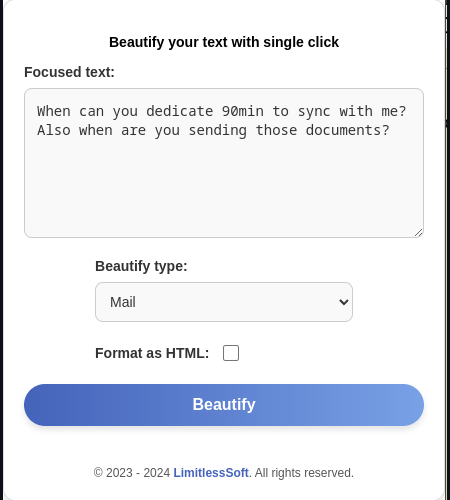 Beautify your text with single click
Focused text:
When can you dedicate 90min to sync with me?
Also when are you sending those documents?
Beautify type:
Mail
Format as HTML:
Beautify
© 2023 - 2024 LimitlessSoft. All rights reserved.